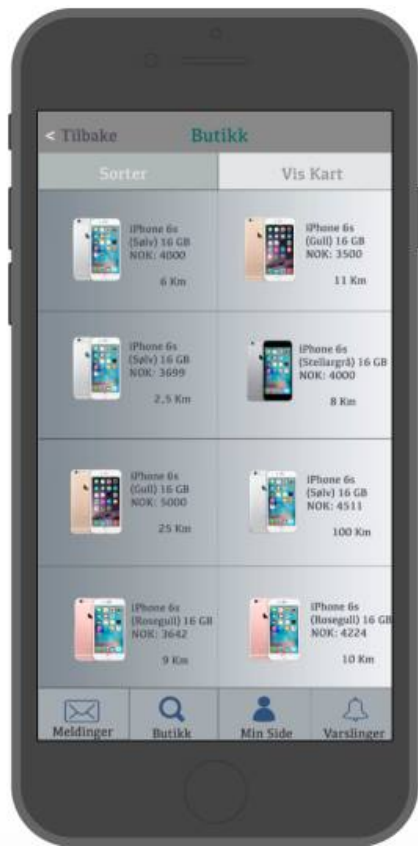 < Tilbake Butikk
Sorter Vis Kart
iPhone 6s
(Sølv) 16 GB
NOK: 4000
6 Km
iPhone 6s
(Gull) 16 GB
NOK: 3500
11 Km
iPhone 6s
(Sølv) 16 GB
NOK: 3699
2,5 Km
iPhone 6s
(Stellargrå) 16 GB
NOK: 4000
8 Km
iPhone 6s
(Gull) 16 GB
NOK: 5000
25 Km
iPhone 6s
(Sølv) 16 GB
NOK: 4511
100 Km
iPhone 6s
(Rosegull) 16 GB
NOK: 3642
9 Km
iPhone 6s
(Rosegull) 16 GB
NOK: 4224
10 Km
Meldinger Butikk Min Side Varslinger